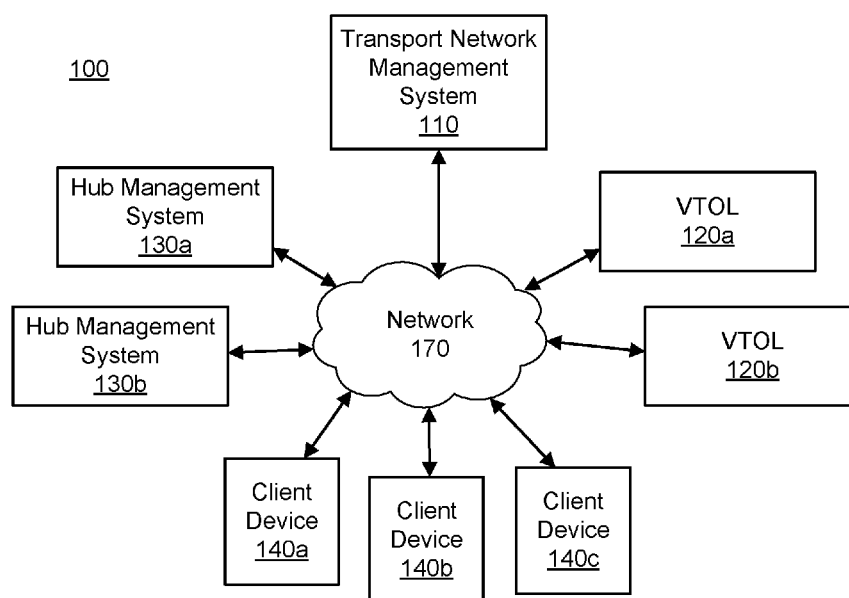 100
Transport Network
Management
System
110
Hub Management
System
130a
VTOL
120a
Hub Management
System
130b
Network
170
VTOL
120b
Client
Device
140a
Client
Device
140b
Client
Device
140c